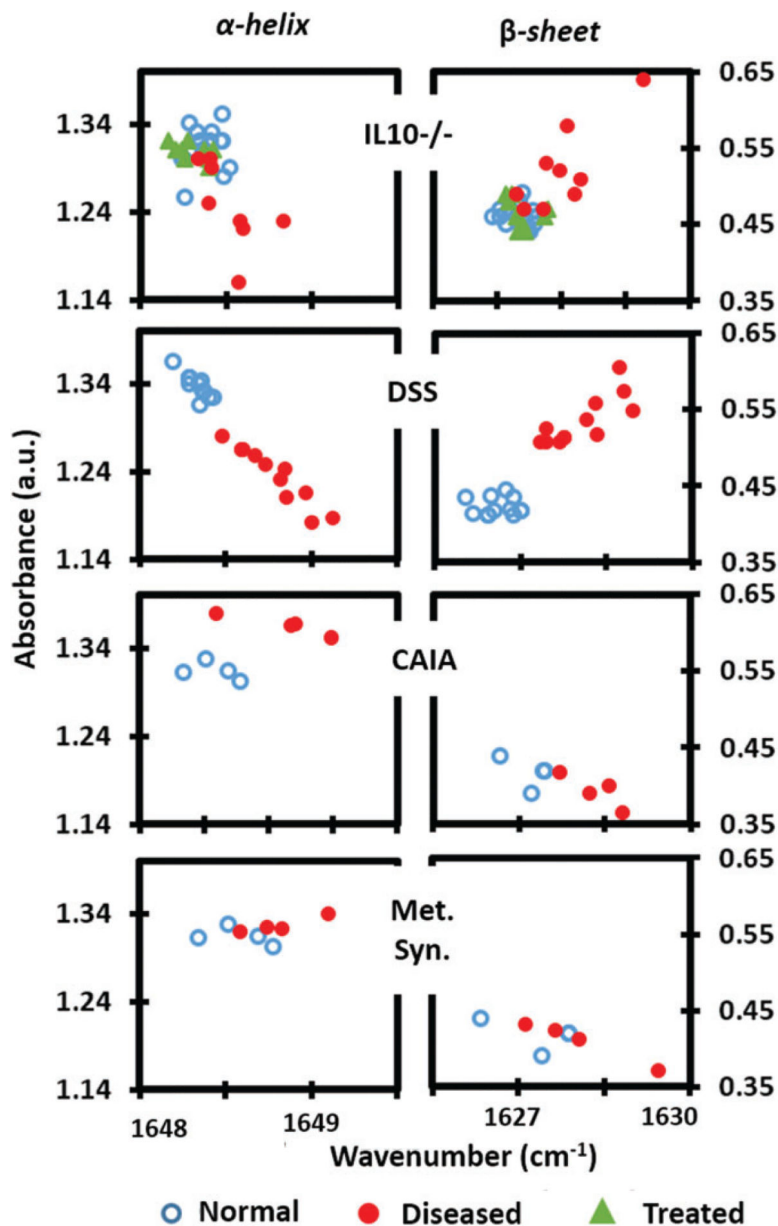 α-helix β-sheet
IL10-/-
1.34
1.24
1.14
0.65
0.55
0.45
0.35
DSS
1.34
1.24
1.14
0.65
0.55
0.45
0.35
CAIA
1.34
1.24
1.14
0.65
0.55
0.45
0.35
Met.
Syn.
1.34
1.24
1.14
0.65
0.55
0.45
0.35
Absorbance (a.u.)
1648 1649 1627 1630
Wavenumber (cm⁻¹)
Normal Diseased Treated